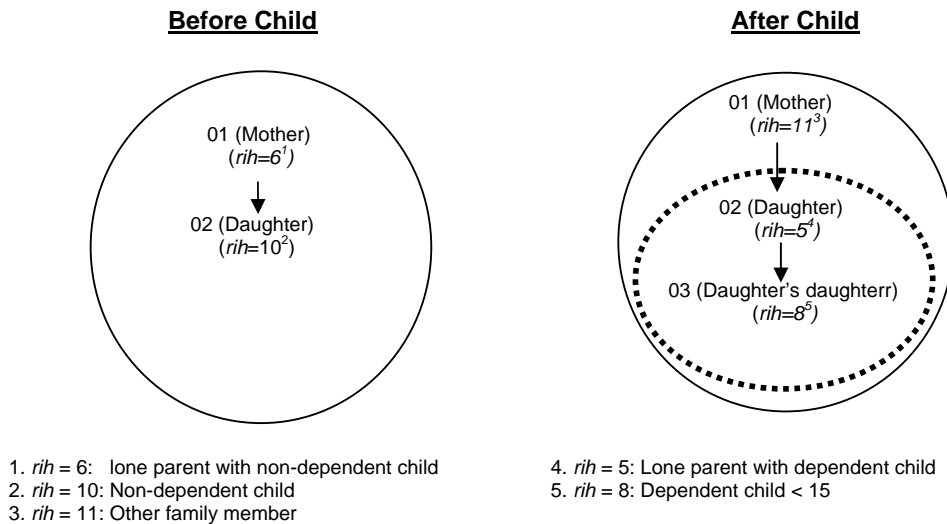 Before Child
After Child
01 (Mother)
(rih=6¹)
02 (Daughter)
(rih=10²)
01 (Mother)
(rih=11³)
02 (Daughter)
(rih=5⁴)
03 (Daughter's daughterr)
(rih=8⁵)
1. rih = 6: lone parent with non-dependent child
2. rih = 10: Non-dependent child
3. rih = 11: Other family member
4. rih = 5: Lone parent with dependent child
5. rih = 8: Dependent child < 15